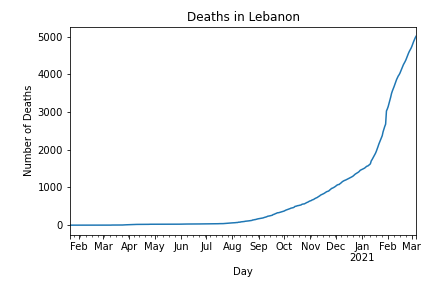 Deaths in Lebanon
Number of Deaths
5000
4000
3000
2000
1000
0
Feb Mar Apr May Jun Jul Aug Sep Oct Nov Dec Jan Feb Mar
2021
Day